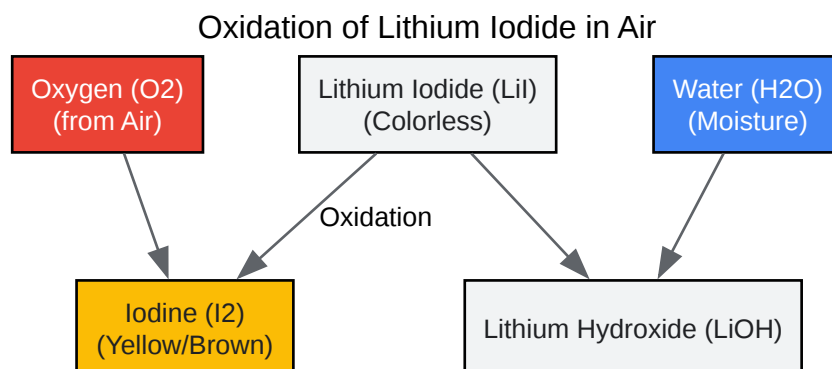 Oxidation of Lithium Iodide in Air
Oxygen (O2)
(from Air)
Lithium Iodide (LiI)
(Colorless)
Water (H2O)
(Moisture)
Oxidation
Iodine (I2)
(Yellow/Brown)
Lithium Hydroxide (LiOH)